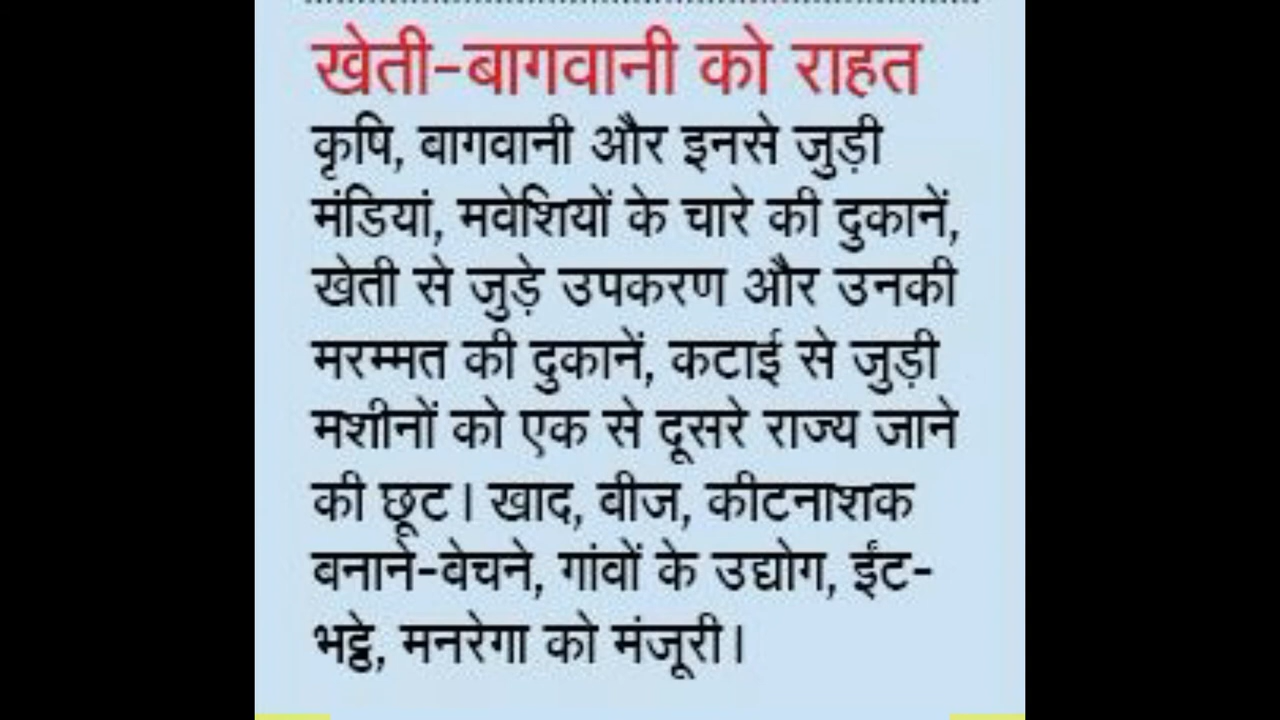 खेती-बागवानी को राहत
कृषि, बागवानी और इनसे जुड़ी
मंडियां, मवेशियों के चारे की दुकानें,
खेती से जुड़े उपकरण और उनकी
मरम्मत की दुकानें, कटाई से जुड़ी
मशीनों को एक से दूसरे राज्य जाने
की छूट। खाद, बीज, कीटनाशक
बनाने-बेचने, गांवों के उद्योग, ईंट-
भट्ठे, मनरेगा को मंजूरी।